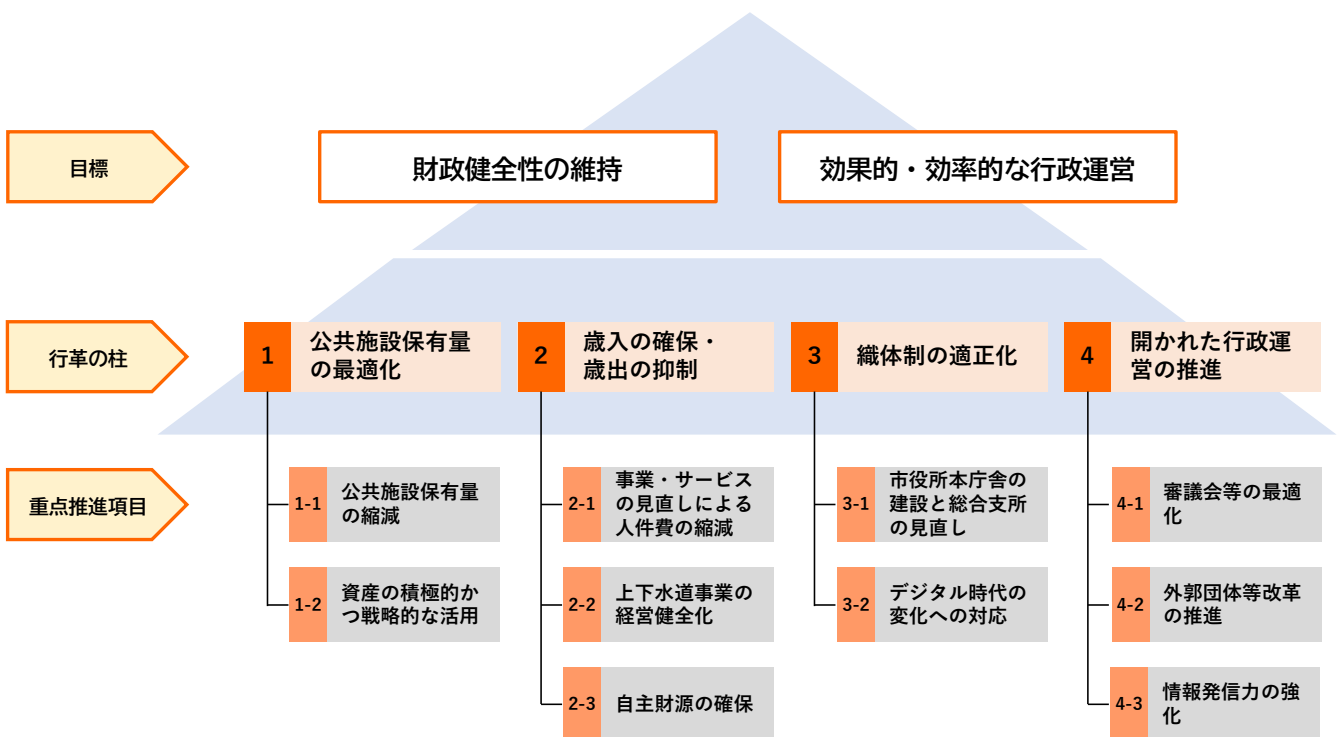 目標
財政健全性の維持
効果的・効率的な行政運営
行革の柱
1
公共施設保有量
の最適化
2
歳入の確保・
歳出の抑制
3
織体制の適正化
4
開かれた行政運
営の推進
重点推進項目
1-1
公共施設保有量
の縮減
1-2
資産の積極的か
つ戦略的な活用
2-1
事業・サービス
の見直しによる
人件費の縮減
2-2
上下水道事業の
経営健全化
2-3
自主財源の確保
3-1
市役所本庁舎の
建設と総合支所
の見直し
3-2
デジタル時代の
変化への対応
4-1
審議会等の最適
化
4-2
外郭団体等改革
の推進
4-3
情報発信力の強
化